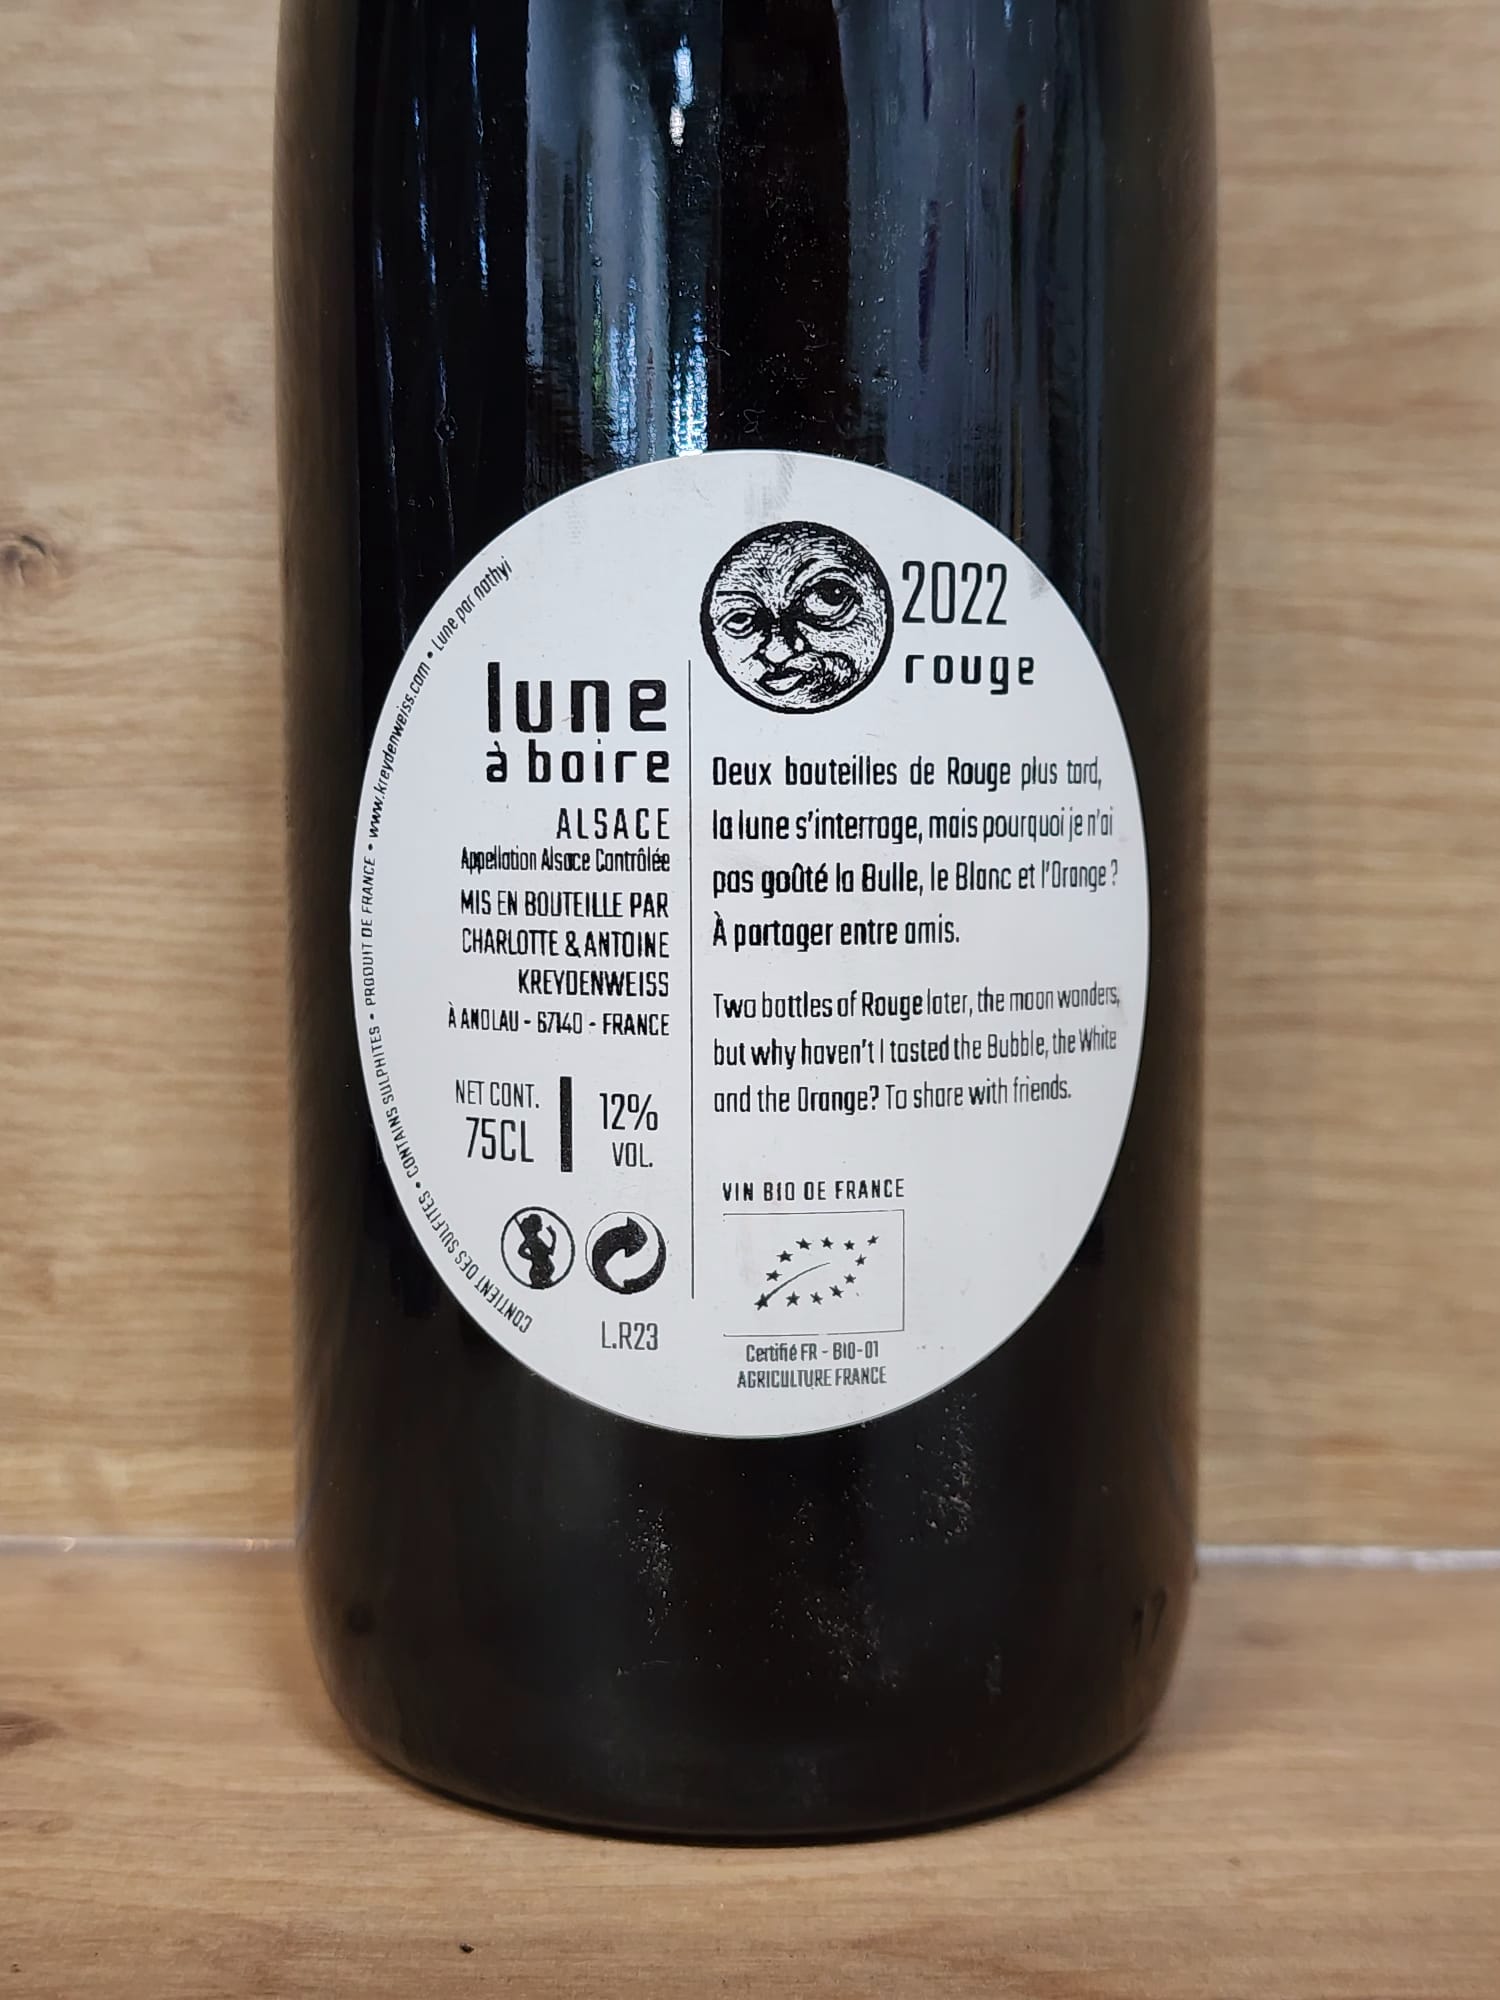 CONTIENT DES SULFITES • CONTAINS SULPHITES • PRODUIT DE FRANCE • www.kreydenweiss.com • Lune par nathyi
lune
à boire
ALSACE
Appellation Alsace Contrôlée
MIS EN BOUTEILLE PAR
CHARLOTTE & ANTOINE
KREYDENWEISS
À ANDLAU - 67140 - FRANCE
NET CONT.
75CL
12%
VOL.
L.R23
2022
rouge
Deux bouteilles de Rouge plus tard,
la lune s'interroge, mais pourquoi je n'ai
pas goûté la Bulle, le Blanc et l'Orange ?
À partager entre amis.
Two bottles of Rouge later, the moon wonders,
but why haven't I tasted the Bubble, the White
and the Orange? To share with friends.
VIN BIO DE FRANCE
Certifié FR - BIO-01
AGRICULTURE FRANCE